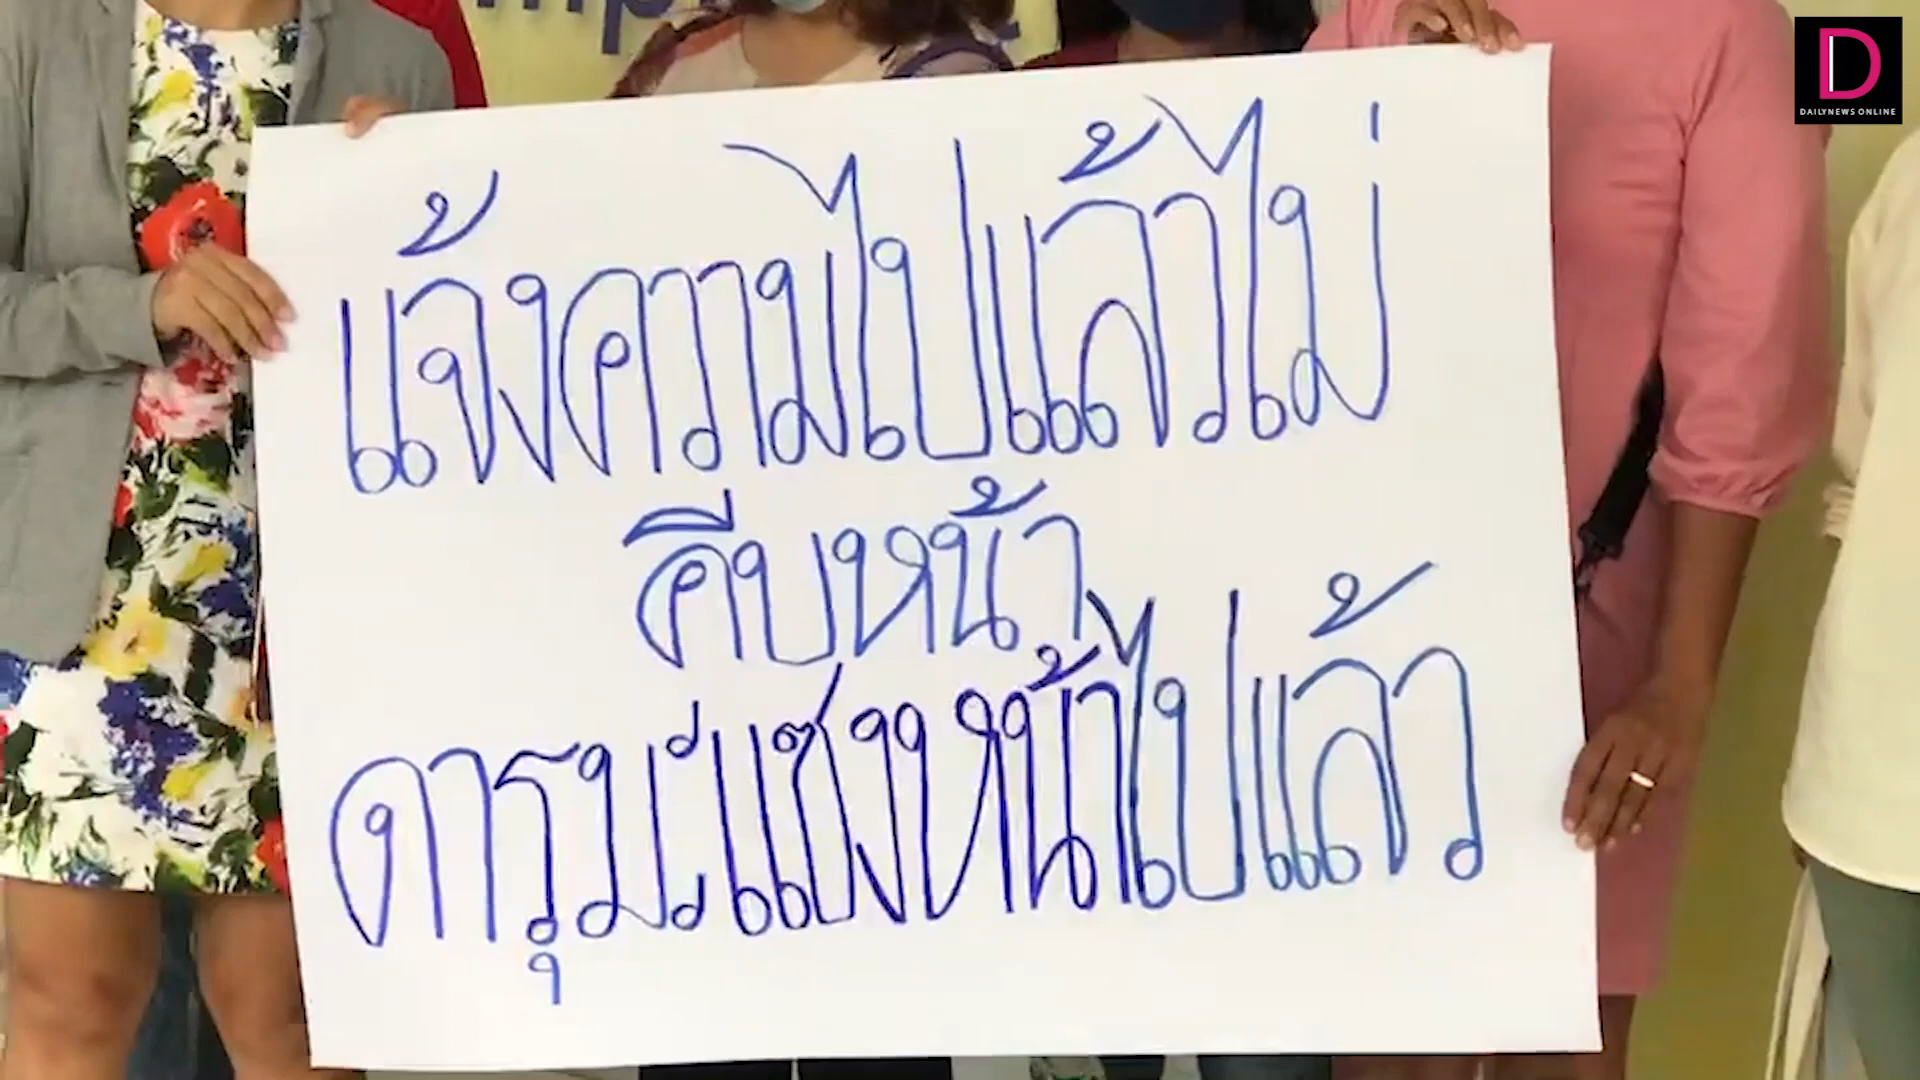 DAILYNEWS ONLINE
แจ้งความไปแล้วไม่
คืบหน้า
ดารุมะแซงหน้าไปแล้ว